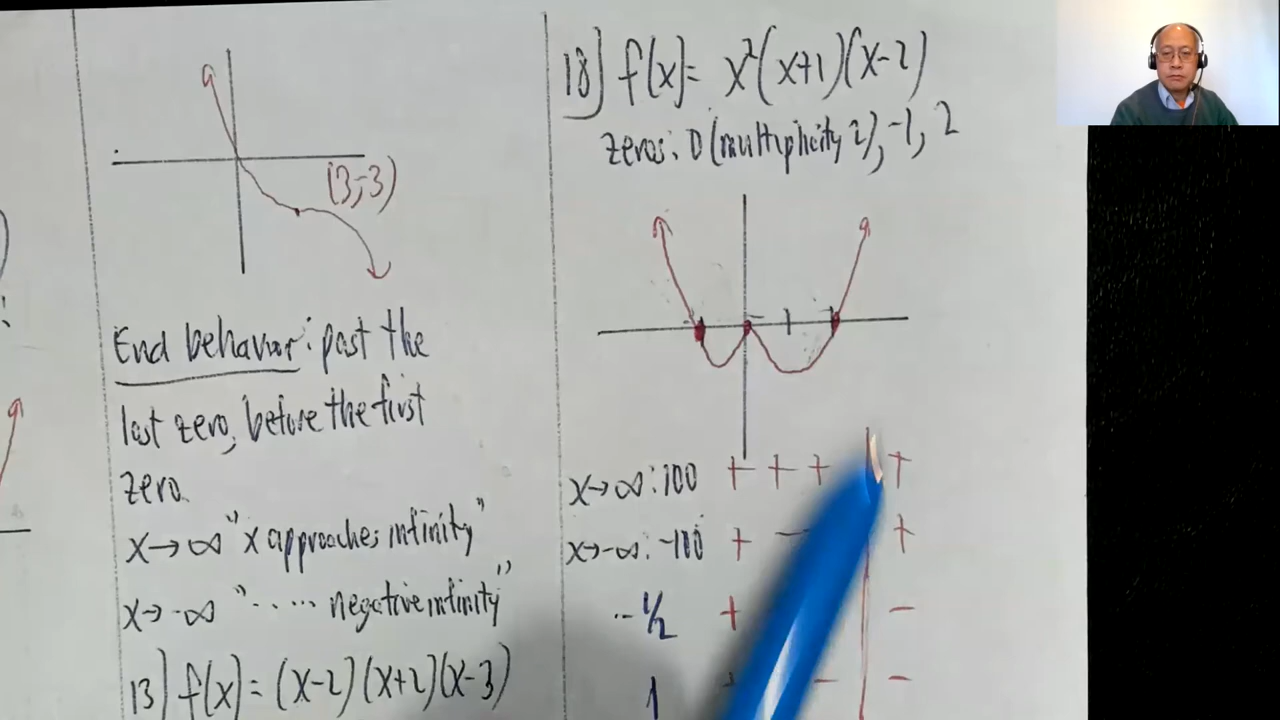 (3,-3)
End behavior: past the
last zero, before the first
zero.
x→∞ "x approaches infinity"
x→-∞ "..... negative infinity"
13) f(x)= (x-2)(x+2)(x-3)
18) f(x)= x²(x+1)(x-2)
zeros: 0 (multiplicity 2), -1, 2
x→∞: 100 + + + +
x→-∞: -100 + - +
-1/2 + -
1 + - -